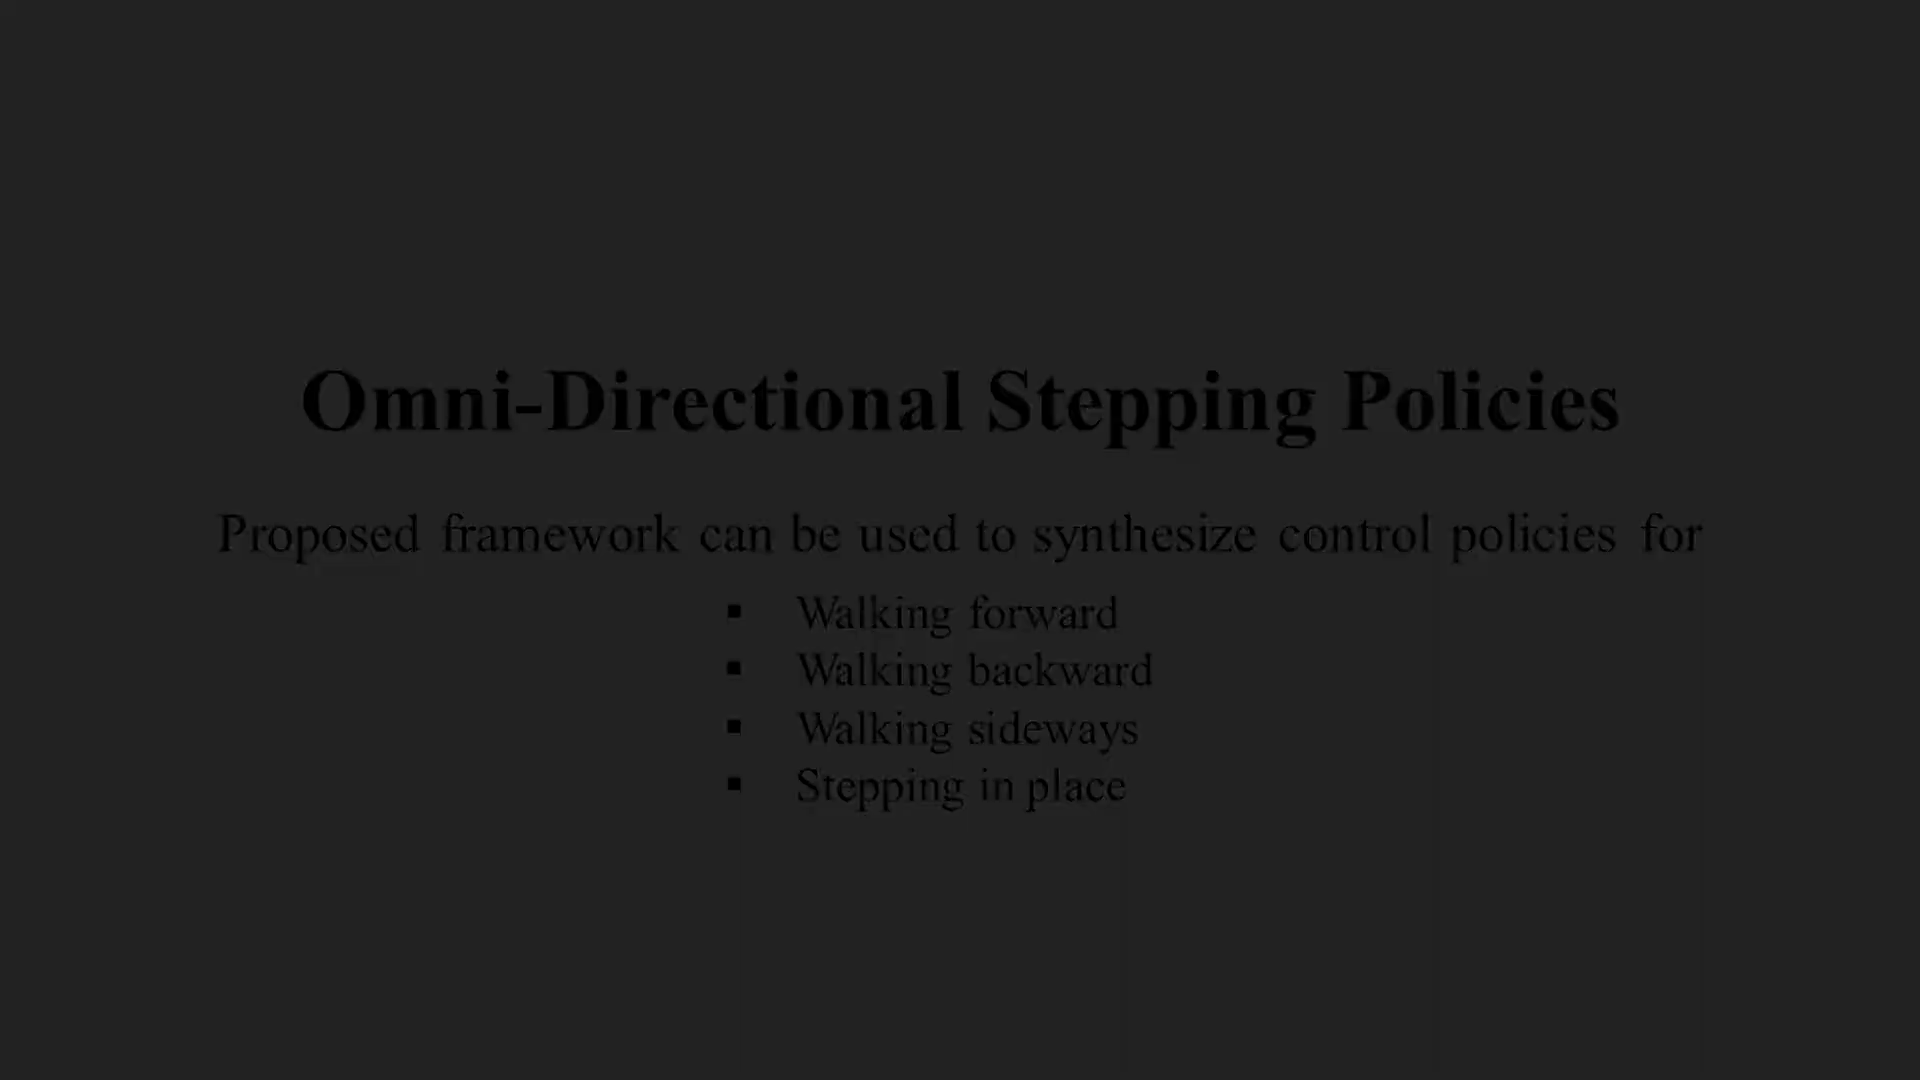 Omni-Directional Stepping Policies
Proposed framework can be used to synthesize control policies for
▪ Walking forward
▪ Walking backward
▪ Walking sideways
▪ Stepping in place